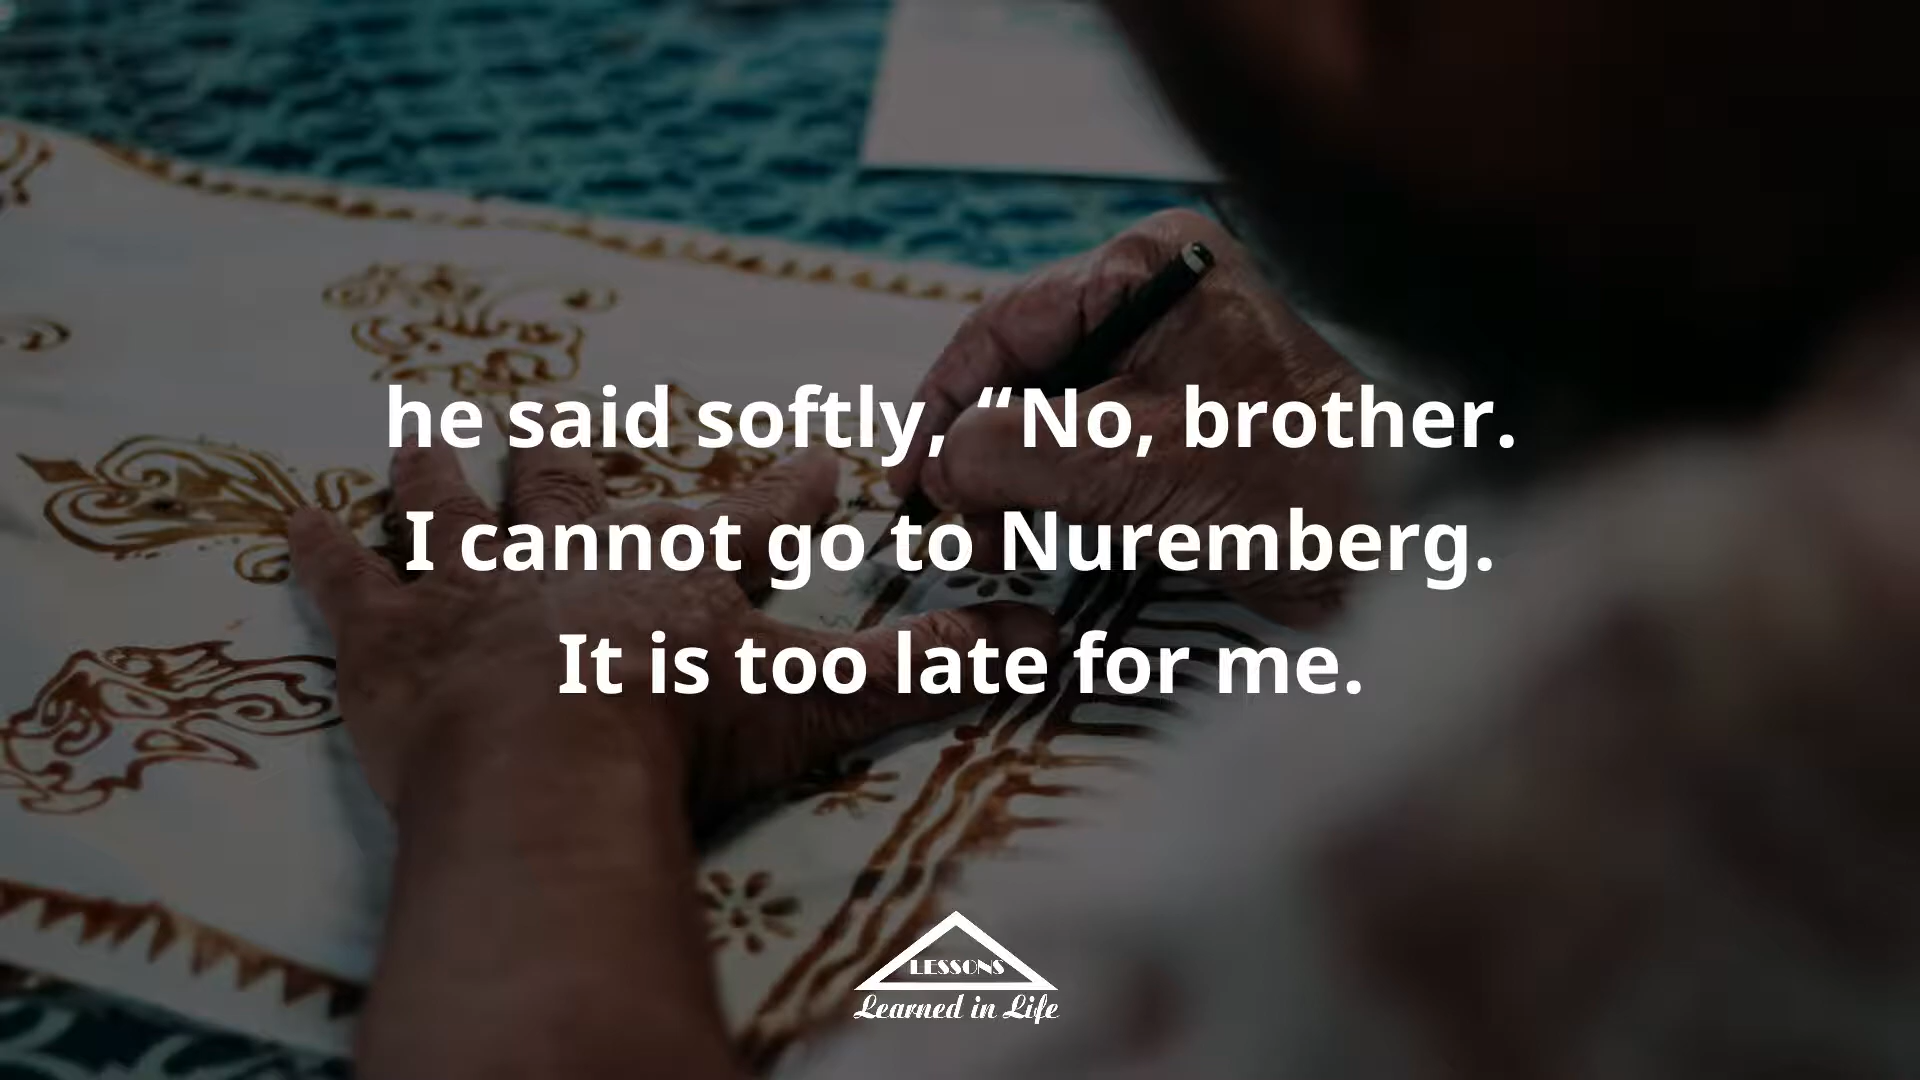 he said softly, “No, brother.
I cannot go to Nuremberg.
It is too late for me.
LESSONS
Learned in Life